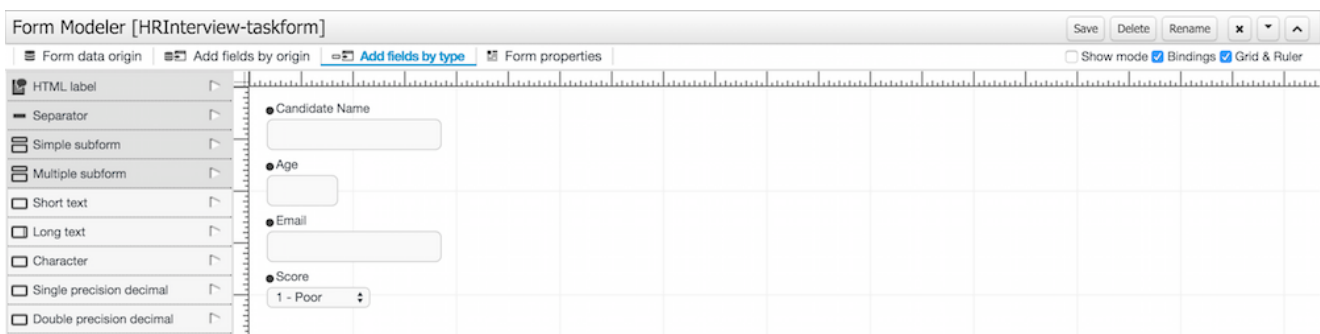 Form Modeler [HRInterview-taskform]
Save Delete Rename
Form data origin Add fields by origin Add fields by type Form properties
Show mode Bindings Grid & Ruler
HTML label
Separator
Simple subform
Multiple subform
Short text
Long text
Character
Single precision decimal
Double precision decimal
Candidate Name
Age
Email
Score
1 - Poor